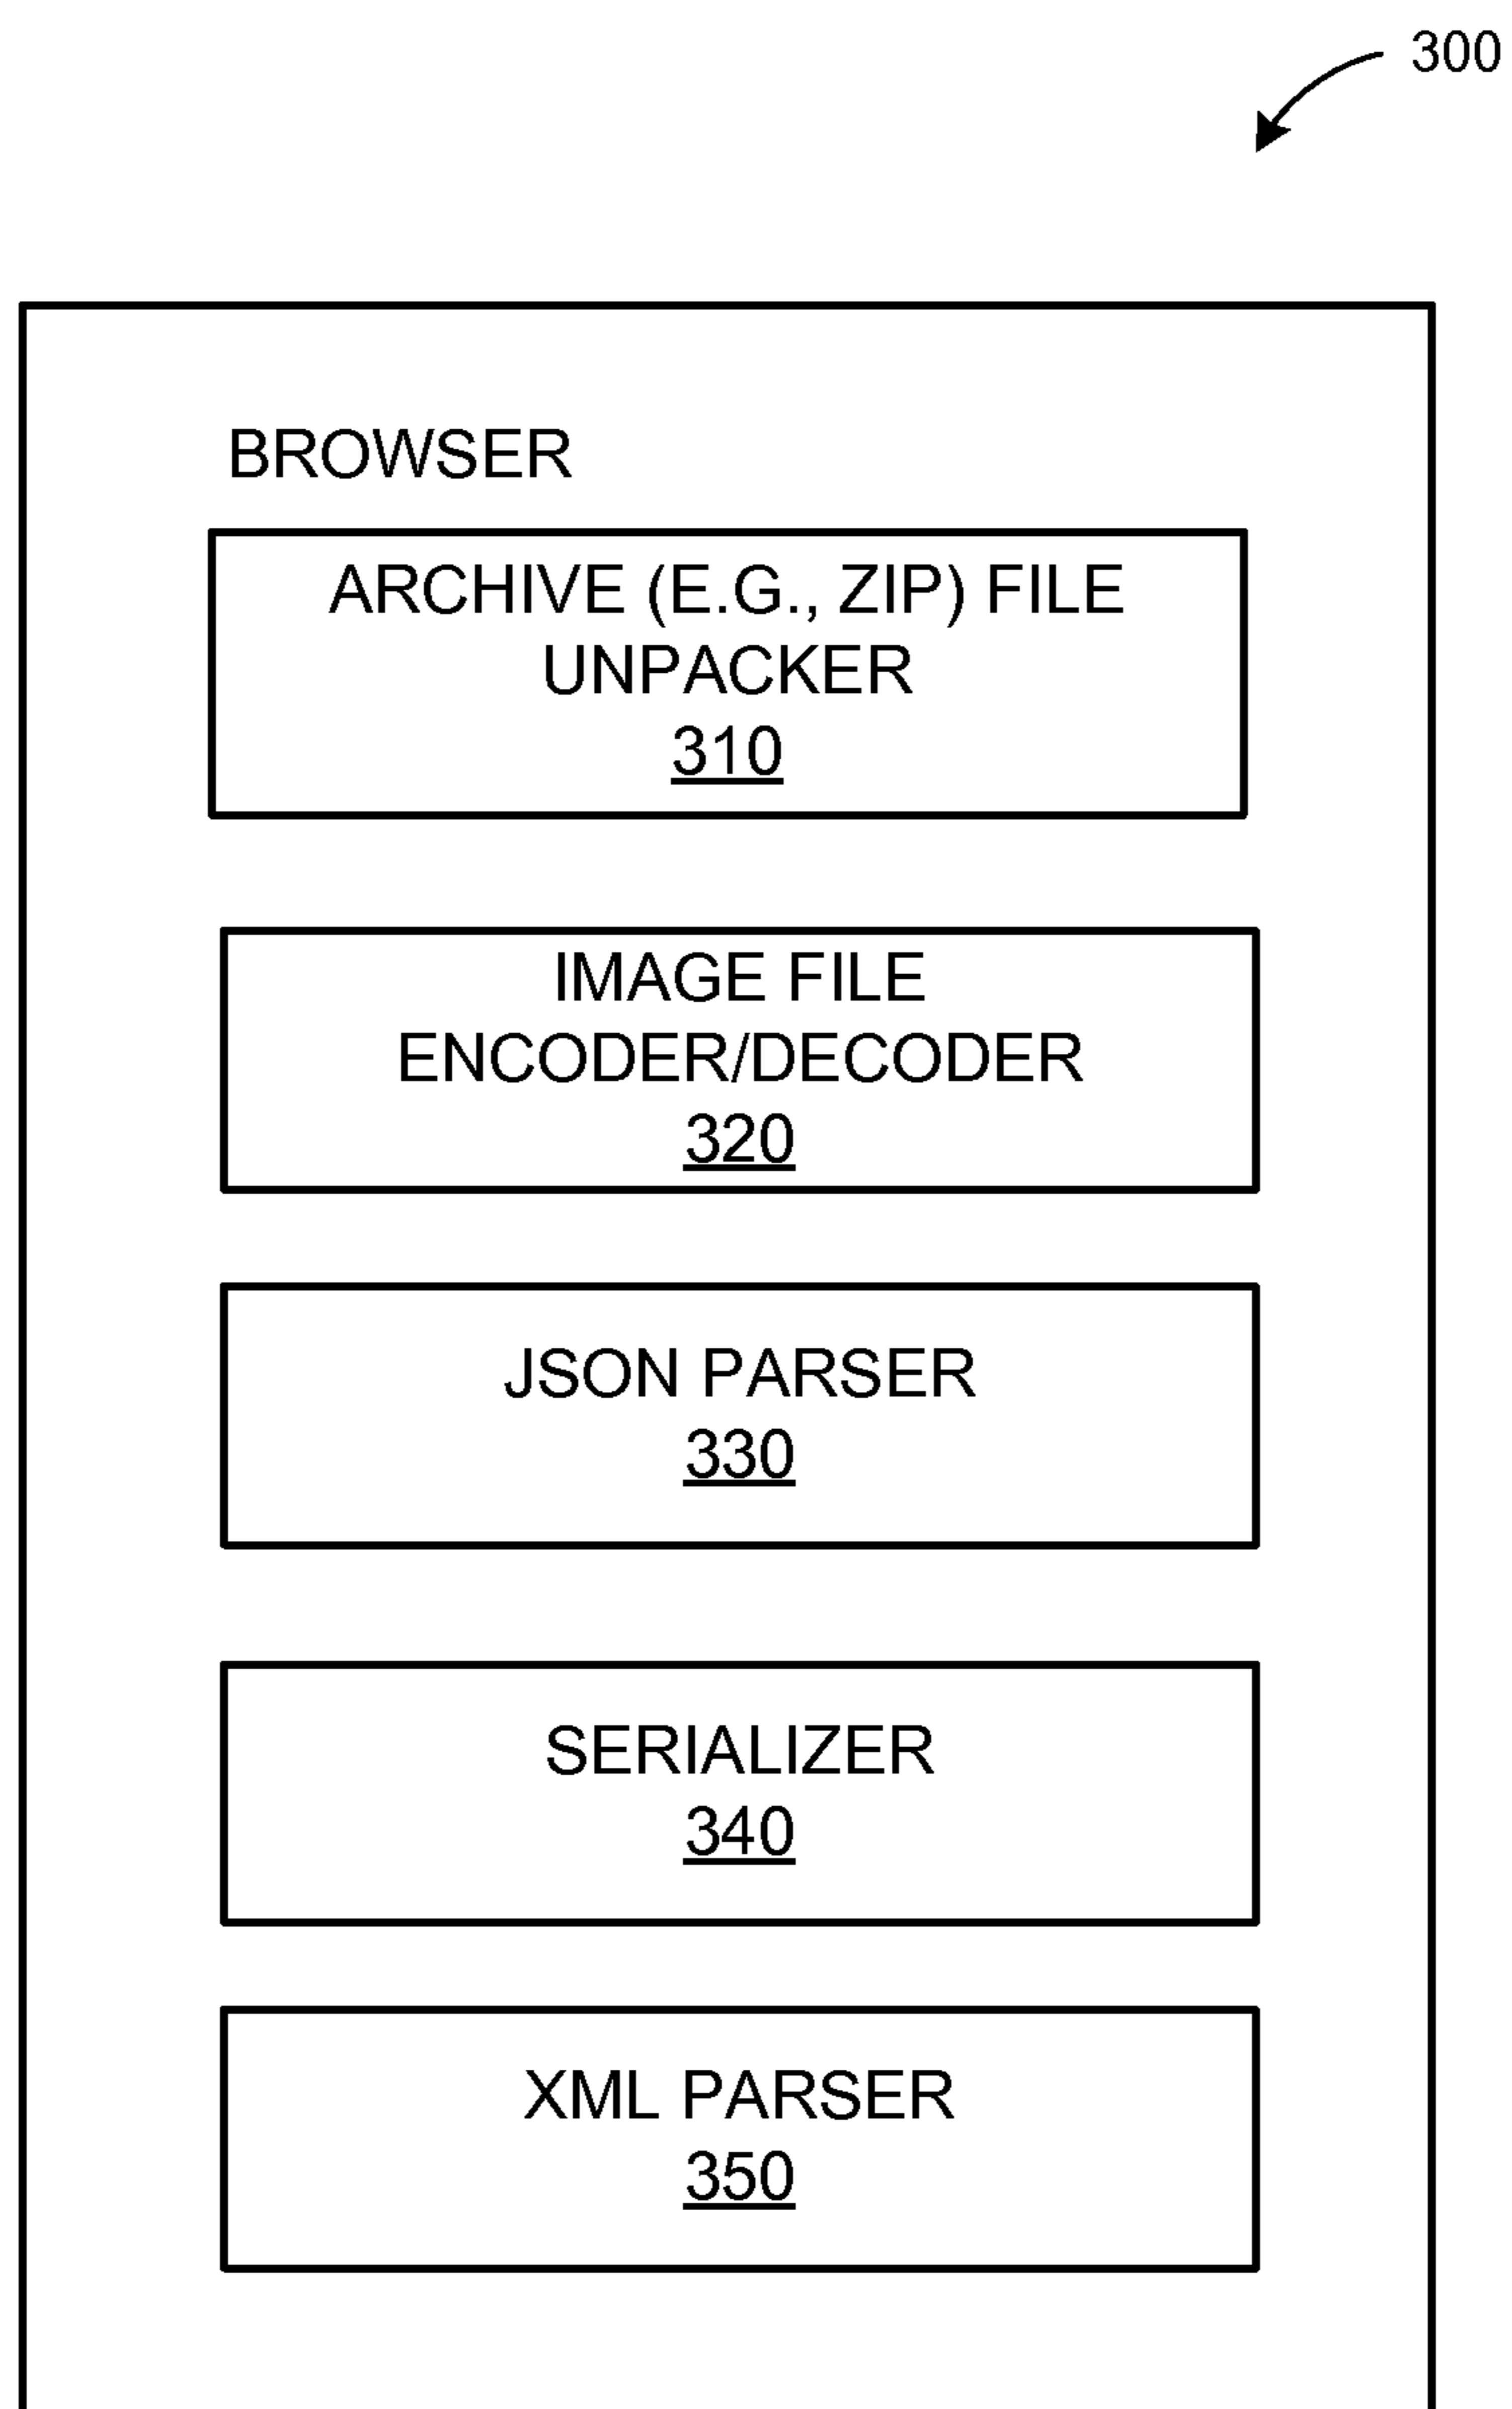 300
BROWSER
ARCHIVE (E.G., ZIP) FILE
UNPACKER
310
IMAGE FILE
ENCODER/DECODER
320
JSON PARSER
330
SERIALIZER
340
XML PARSER
350